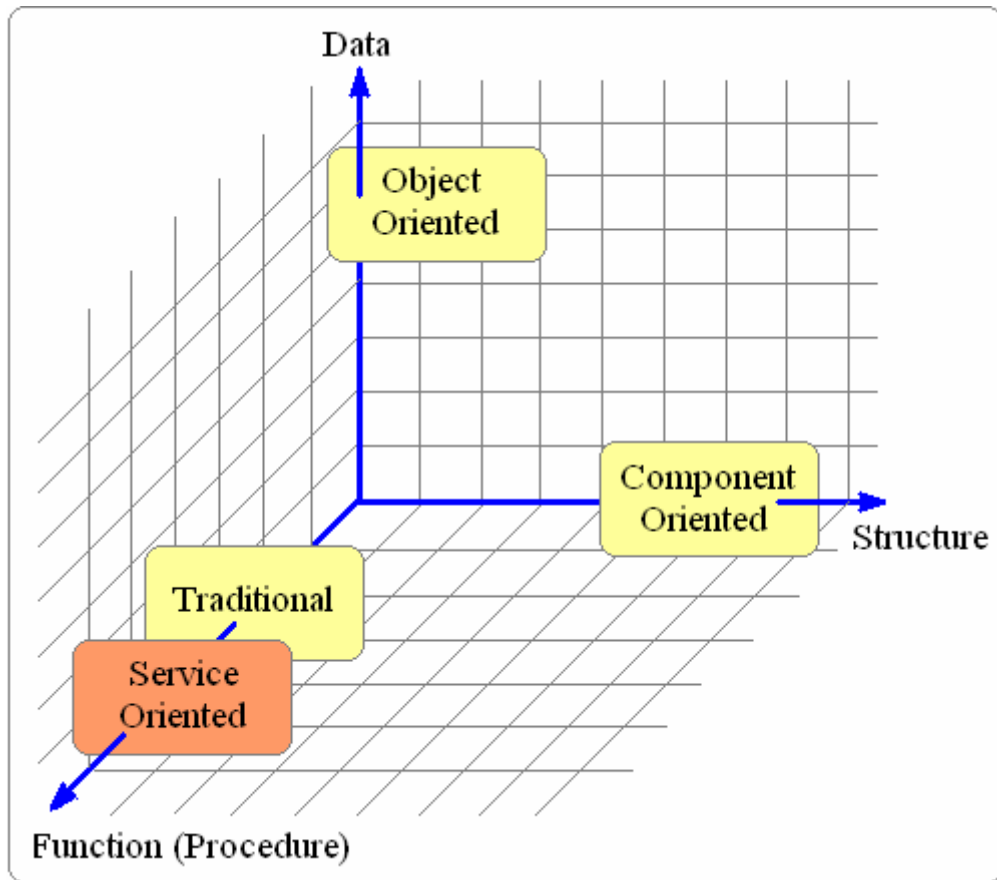 Data
Object
Oriented
Component
Oriented
Structure
Traditional
Service
Oriented
Function (Procedure)